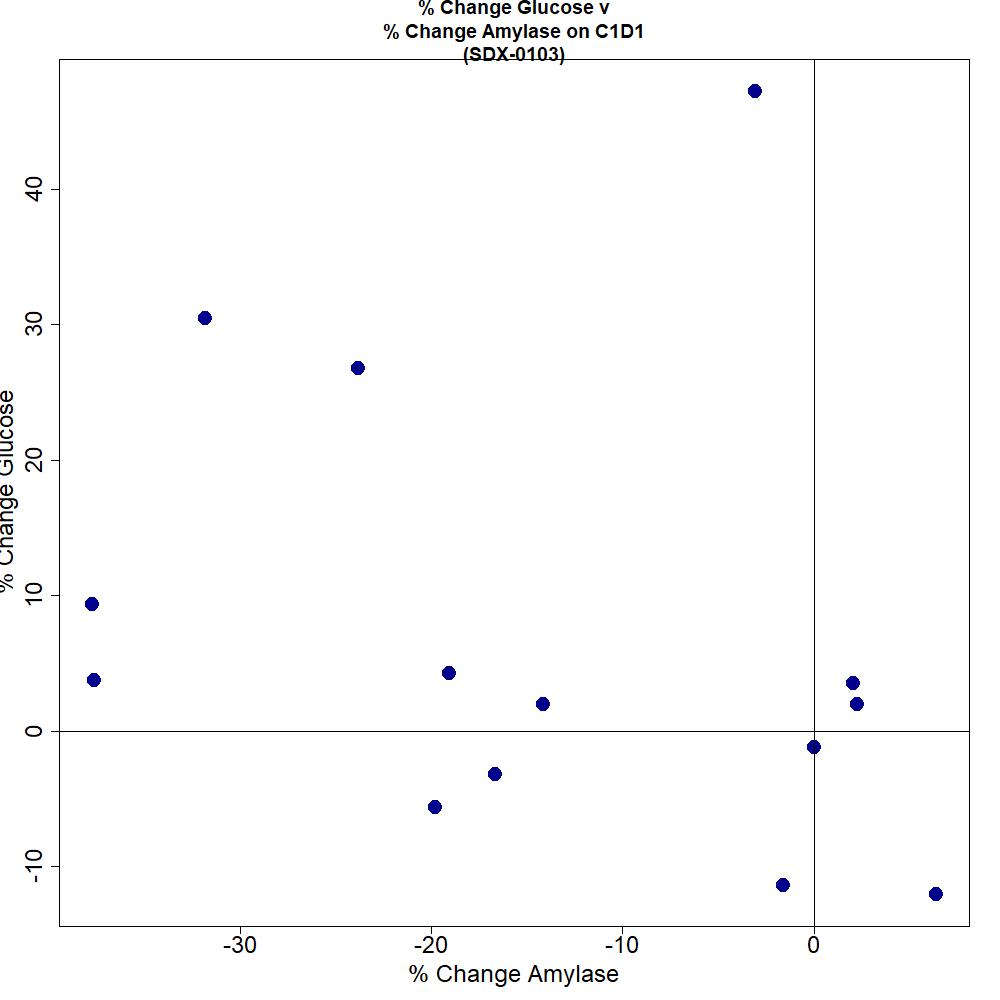 % Change Glucose v
% Change Amylase on C1D1
(SDX-0103)
% Change Glucose
40
30
20
10
0
-10
-30
-20
-10
0
% Change Amylase